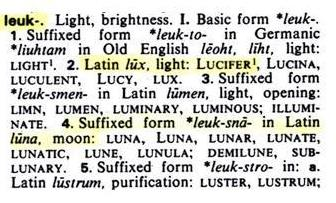 leuk-. Light, brightness. I. Basic form *leuk-.
1. Suffixed form *leuk-to- in Germanic
*liuhtam in Old English lēoht, līht, light:
LIGHT¹. 2. Latin lūx, light: LUCIFER¹, LUCINA,
LUCULENT, LUCY, LUX. 3. Suffixed form
*leuk-smen- in Latin lūmen, light, opening:
LIMN, LUMEN, LUMINARY, LUMINOUS; ILLUMI-
NATE. 4. Suffixed form *leuk-snā- in Latin
lūna, moon: LUNA, LUNA, LUNAR, LUNATE,
LUNATIC, LUNE, LUNULA; DEMILUNE, SUB-
LUNARY. 5. Suffixed form *leuk-stro- in: a.
Latin lūstrum, purification: LUSTER, LUSTRUM;